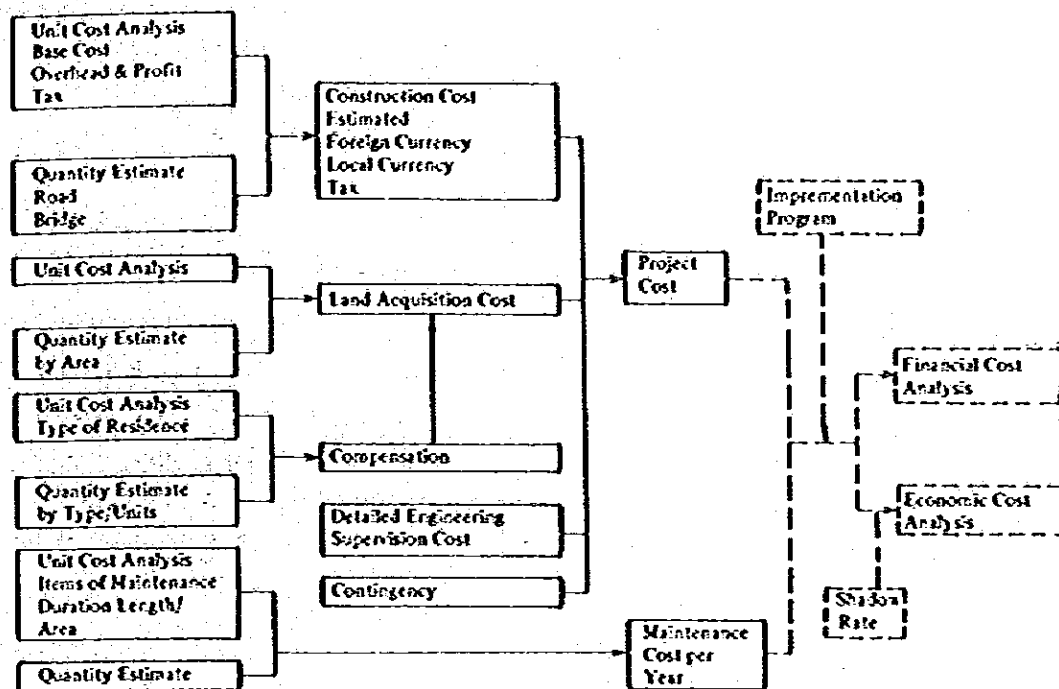 Unit Cost Analysis
Base Cost
Overhead & Profit
Tax
Quantity Estimate
Road
Bridge
Construction Cost
Estimated
Foreign Currency
Local Currency
Tax
Unit Cost Analysis
Quantity Estimate
by Area
Land Acquisition Cost
Unit Cost Analysis
Type of Residence
Quantity Estimate
by Type/Units
Compensation
Detailed Engineering
Supervision Cost
Contingency
Unit Cost Analysis
Items of Maintenance
Duration Length/
Area
Quantity Estimate
Project
Cost
Maintenance
Cost per
Year
Imprementation
Program
Financial Cost
Analysis
Economic Cost
Analysis
Shadow
Rate